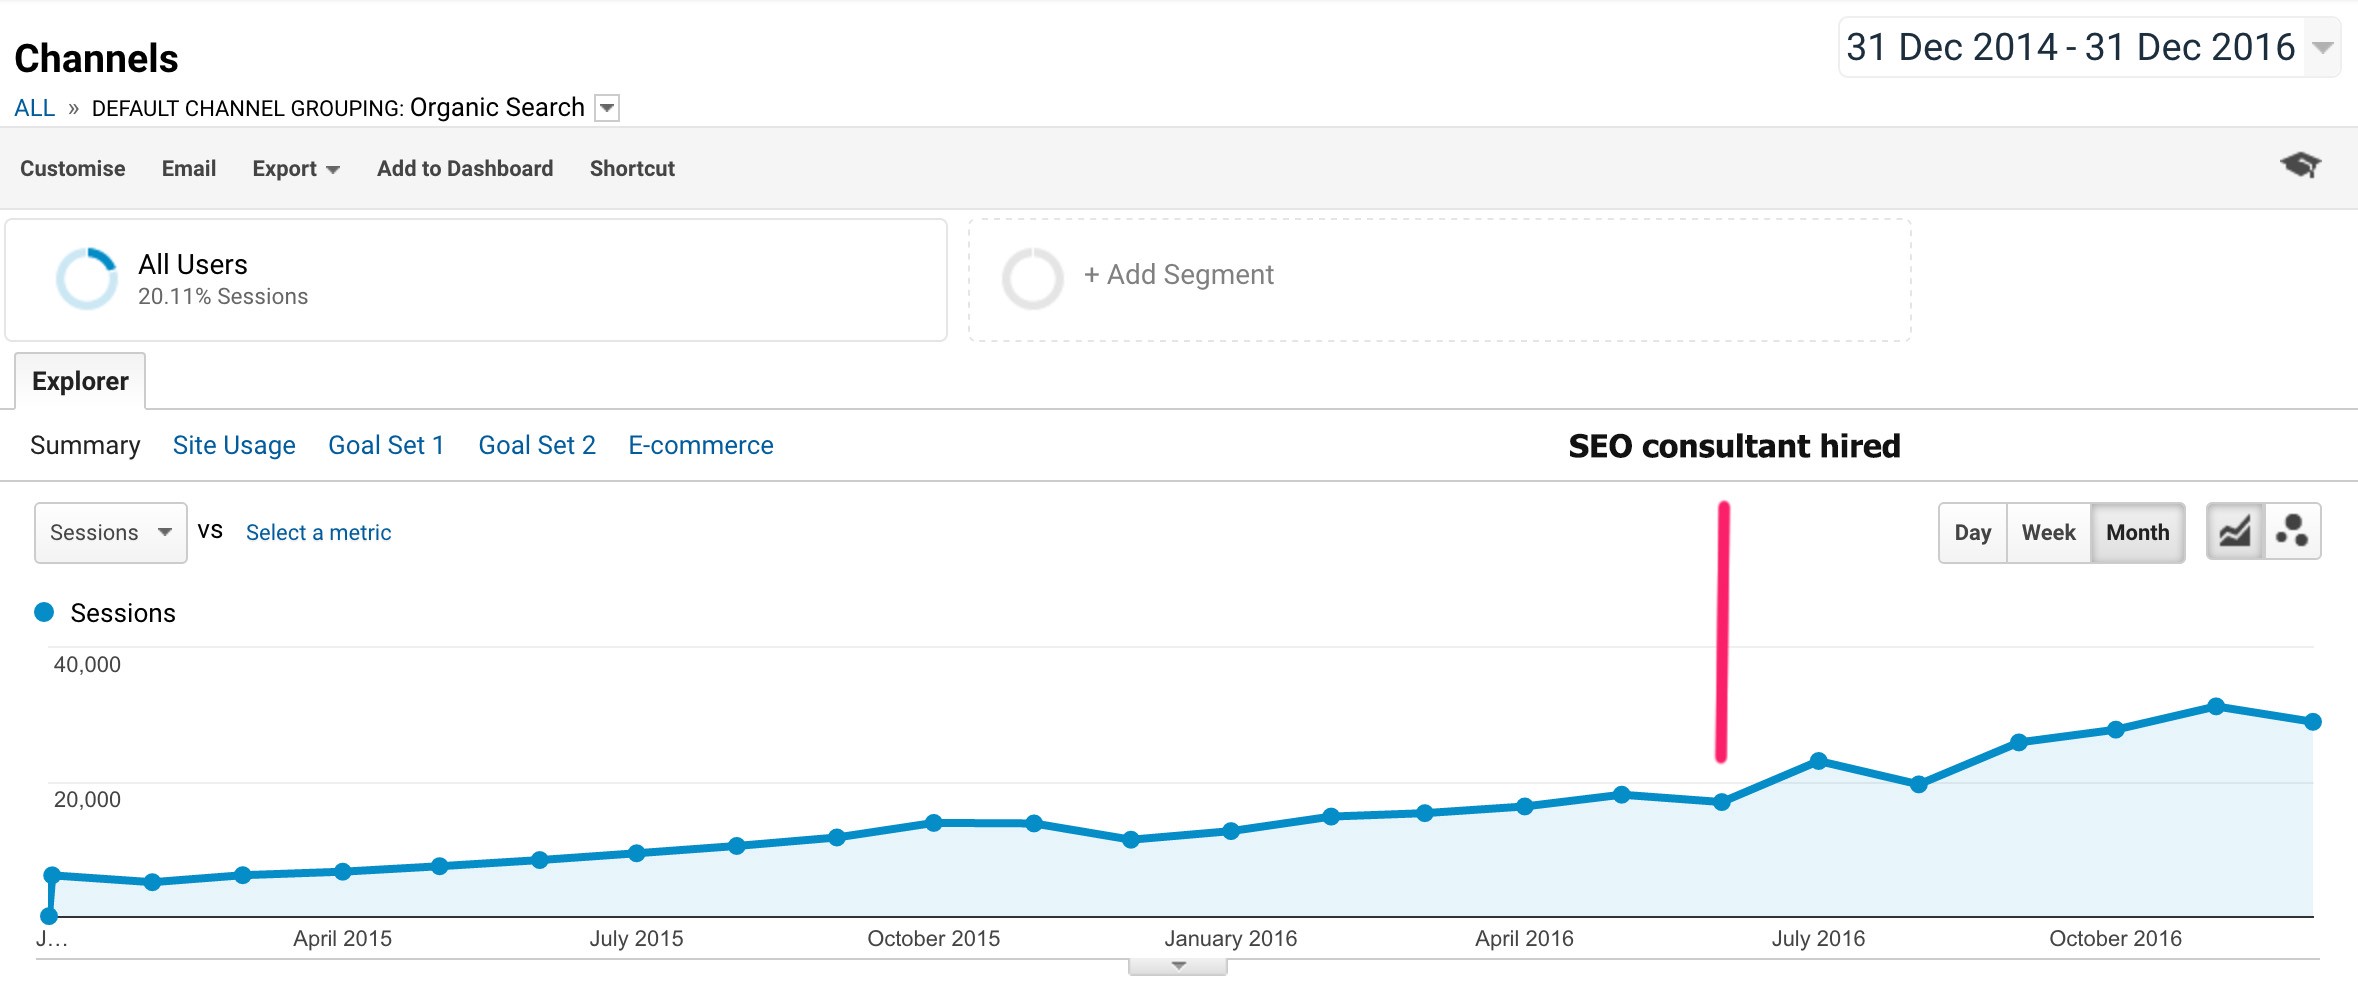 Channels
31 Dec 2014 - 31 Dec 2016
ALL » DEFAULT CHANNEL GROUPING: Organic Search
Customise Email Export Add to Dashboard Shortcut
All Users
20.11% Sessions
+ Add Segment
Explorer
Summary Site Usage Goal Set 1 Goal Set 2 E-commerce
SEO consultant hired
Sessions VS Select a metric
Day Week Month
Sessions
40,000
20,000
J... April 2015 July 2015 October 2015 January 2016 April 2016 July 2016 October 2016